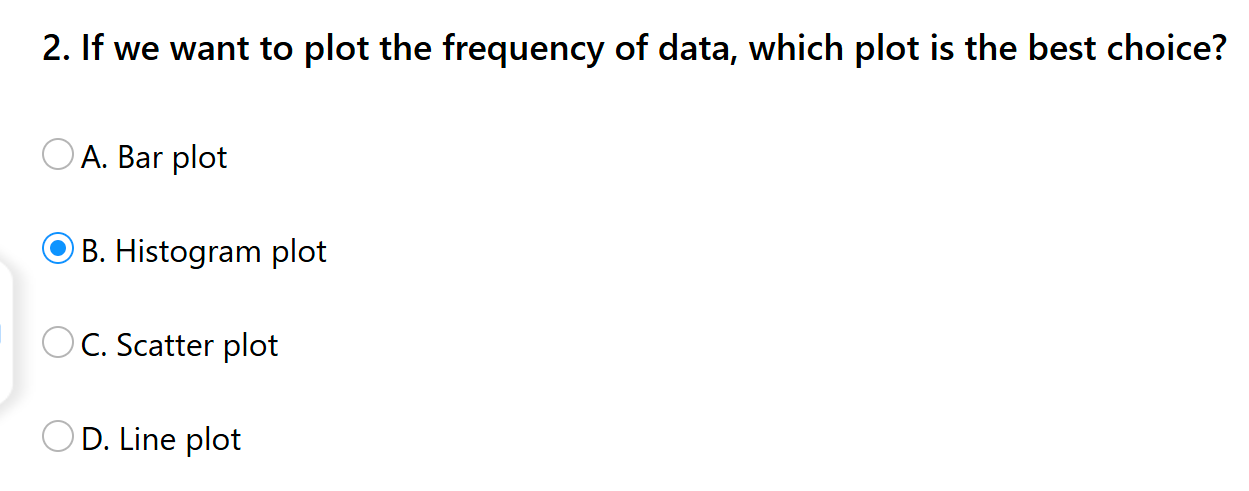 2. If we want to plot the frequency of data, which plot is the best choice?
A. Bar plot
B. Histogram plot
C. Scatter plot
D. Line plot